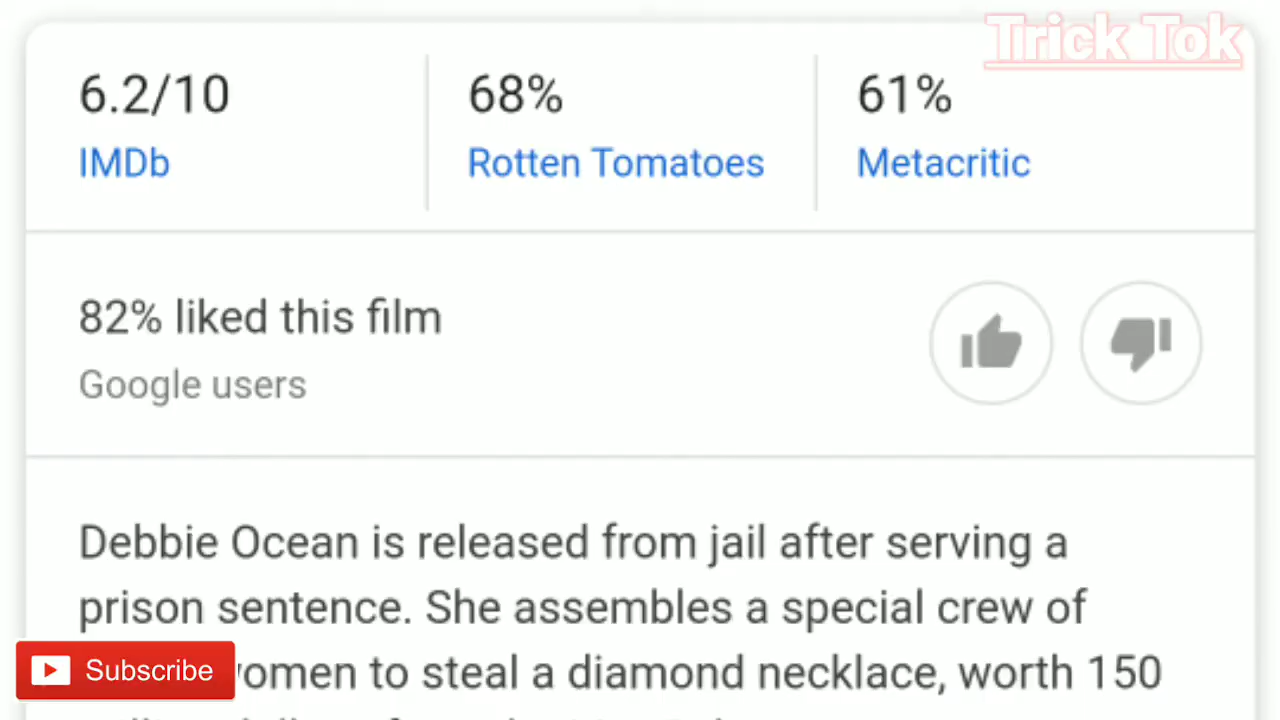 Trick Tok
6.2/10
IMDb
68%
Rotten Tomatoes
61%
Metacritic
82% liked this film
Google users
Debbie Ocean is released from jail after serving a
prison sentence. She assembles a special crew of
to steal a diamond necklace, worth 150
Subscribe